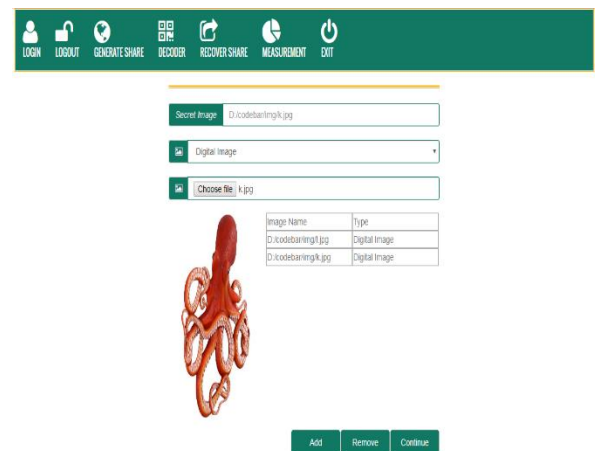 LOGIN LOGOUT GENERATE SHARE DECODER RECOVER SHARE MEASUREMENT EXIT
Secret Image D:/codebar/img/k.jpg
Digital Image
Choose file k.jpg
Image Name Type
D:/codebar/img/l.jpg Digital Image
D:/codebar/img/k.jpg Digital Image
Add Remove Continue